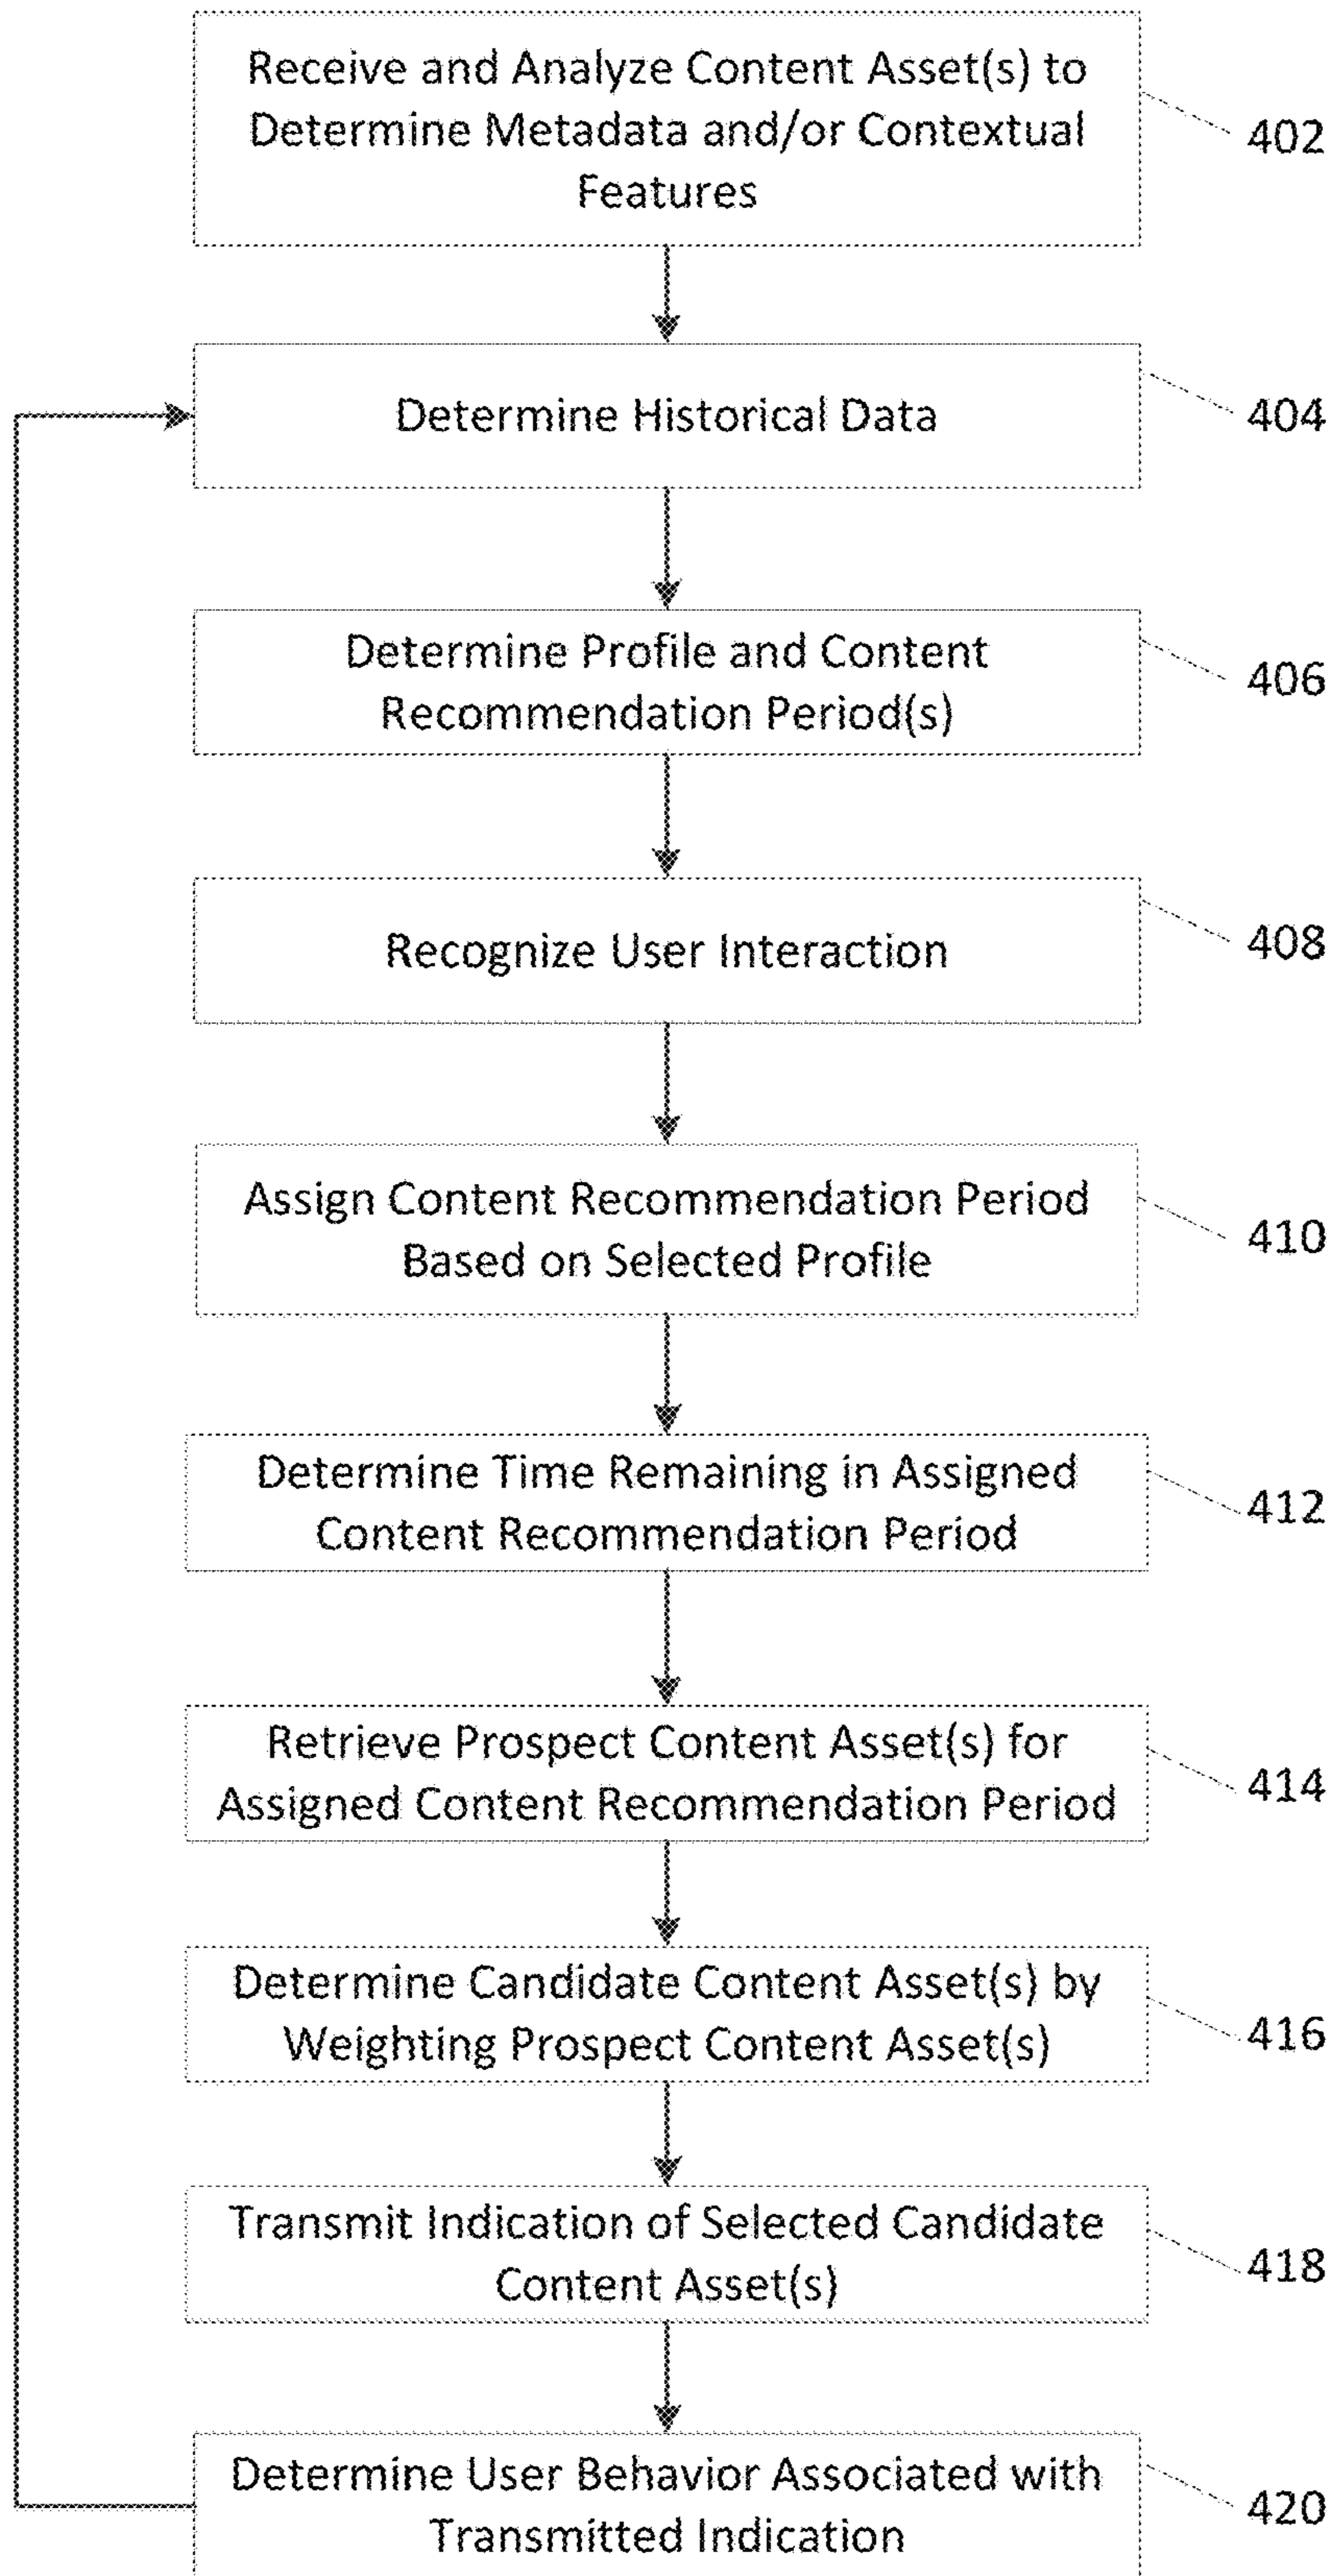 Receive and Analyze Content Asset(s) to
Determine Metadata and/or Contextual
Features
402
Determine Historical Data
404
Determine Profile and Content
Recommendation Period(s)
406
Recognize User Interaction
408
Assign Content Recommendation Period
Based on Selected Profile
410
Determine Time Remaining in Assigned
Content Recommendation Period
412
Retrieve Prospect Content Asset(s) for
Assigned Content Recommendation Period
414
Determine Candidate Content Asset(s) by
Weighting Prospect Content Asset(s)
416
Transmit Indication of Selected Candidate
Content Asset(s)
418
Determine User Behavior Associated with
Transmitted Indication
420